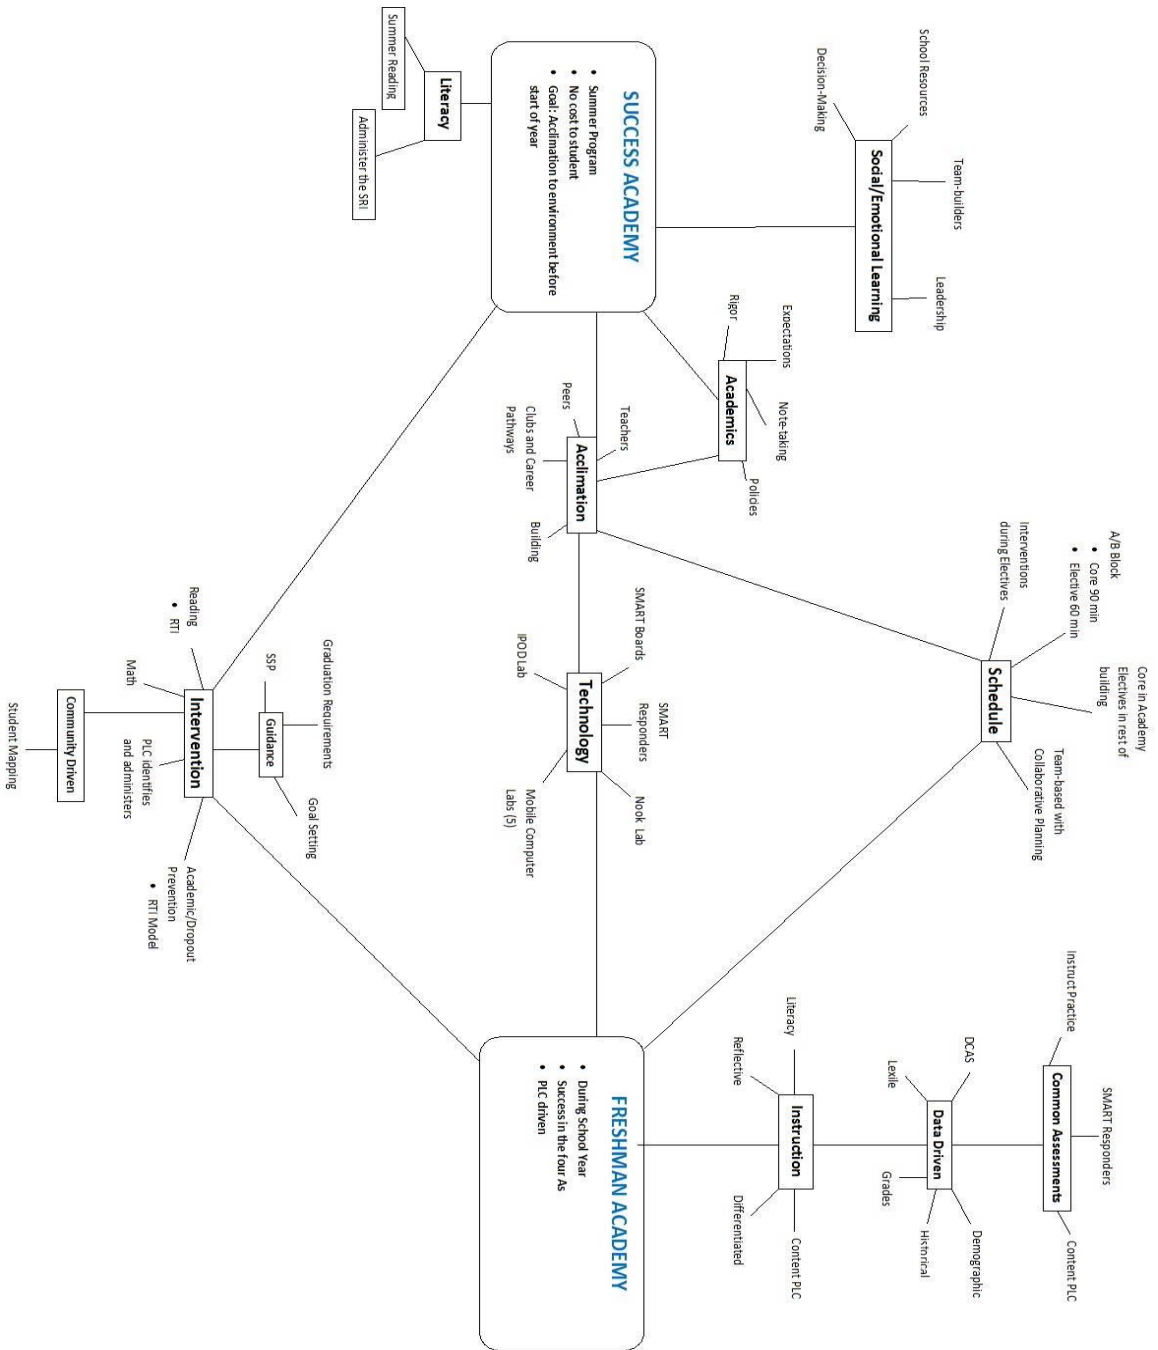 School Resources
Decision-Making
Team-builders
Leadership
Social/Emotional Learning
SUCCESS ACADEMY
• Summer Program
• No cost to student
• Goal: Acclimation to environment before
start of year
Literacy
Summer Reading
Administer the SRI
Expectations
Rigor
Note-taking
Policies
Academics
Teachers
Peers
Clubs and Career
Pathways
Building
Acclimation
A/B Block
• Core 90 min
• Elective 60 min
Interventions
during Electives
Core in Academy
Electives in rest of
building
Team-based with
Collaborative Planning
Schedule
SMART Boards
SMART
Responders
Nook Lab
IPOD Lab
Mobile Computer
Labs (5)
Technology
Graduation Requirements
SSP
Goal Setting
Guidance
Reading
• RTI
Math
Intervention
PLC identifies
and administers
Academic/Dropout
Prevention
• RTI Model
Community Driven
Student Mapping
Instruct Practice
SMART Responders
Content PLC
Common Assessments
DCAS
Lexile
Data Driven
Grades
Historical
Demographic
Literacy
Reflective
Instruction
Differentiated
Content PLC
FRESHMAN ACADEMY
• During School Year
• Success in the four As
• PLC driven